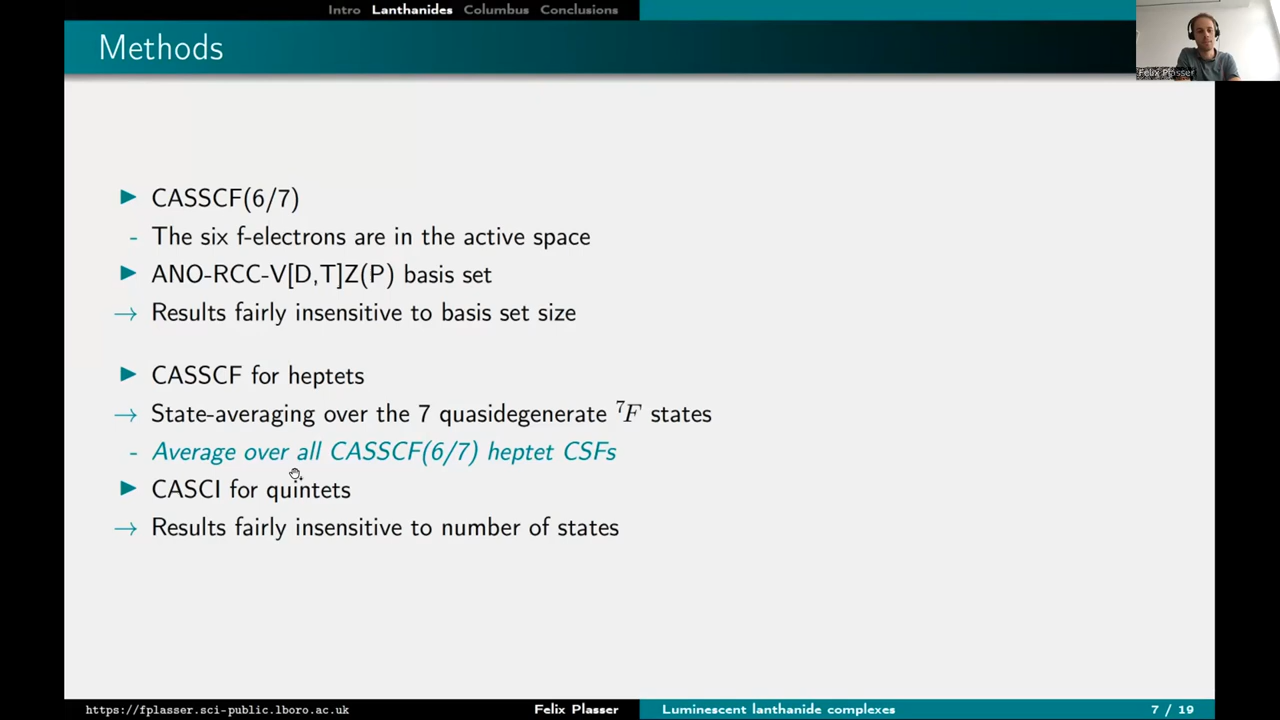 Intro Lanthanides Columbus Conclusions
Methods
Felix Plasser
▶ CASSCF(6/7)
- The six f-electrons are in the active space
▶ ANO-RCC-V[D,T]Z(P) basis set
→ Results fairly insensitive to basis set size
▶ CASSCF for heptets
→ State-averaging over the 7 quasidegenerate ⁷F states
- Average over all CASSCF(6/7) heptet CSFs
▶ CASCI for quintets
→ Results fairly insensitive to number of states
https://fplasser.sci-public.lboro.ac.uk Felix Plasser Luminescent lanthanide complexes 7 / 19